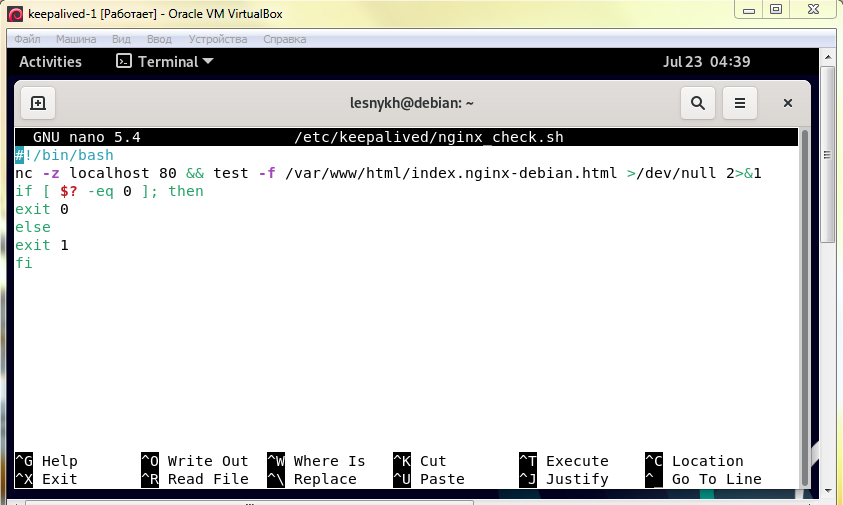 keepalived-1 [Работает] - Oracle VM VirtualBox
Файл Машина Вид Ввод Устройства Справка
Activities Terminal Jul 23 04:39
lesnykh@debian: ~
GNU nano 5.4 /etc/keepalived/nginx_check.sh
#!/bin/bash
nc -z localhost 80 && test -f /var/www/html/index.nginx-debian.html >/dev/null 2>&1
if [ $? -eq 0 ]; then
exit 0
else
exit 1
fi
^G Help ^O Write Out ^W Where Is ^K Cut ^T Execute ^C Location
^X Exit ^R Read File ^\ Replace ^U Paste ^J Justify ^_ Go To Line